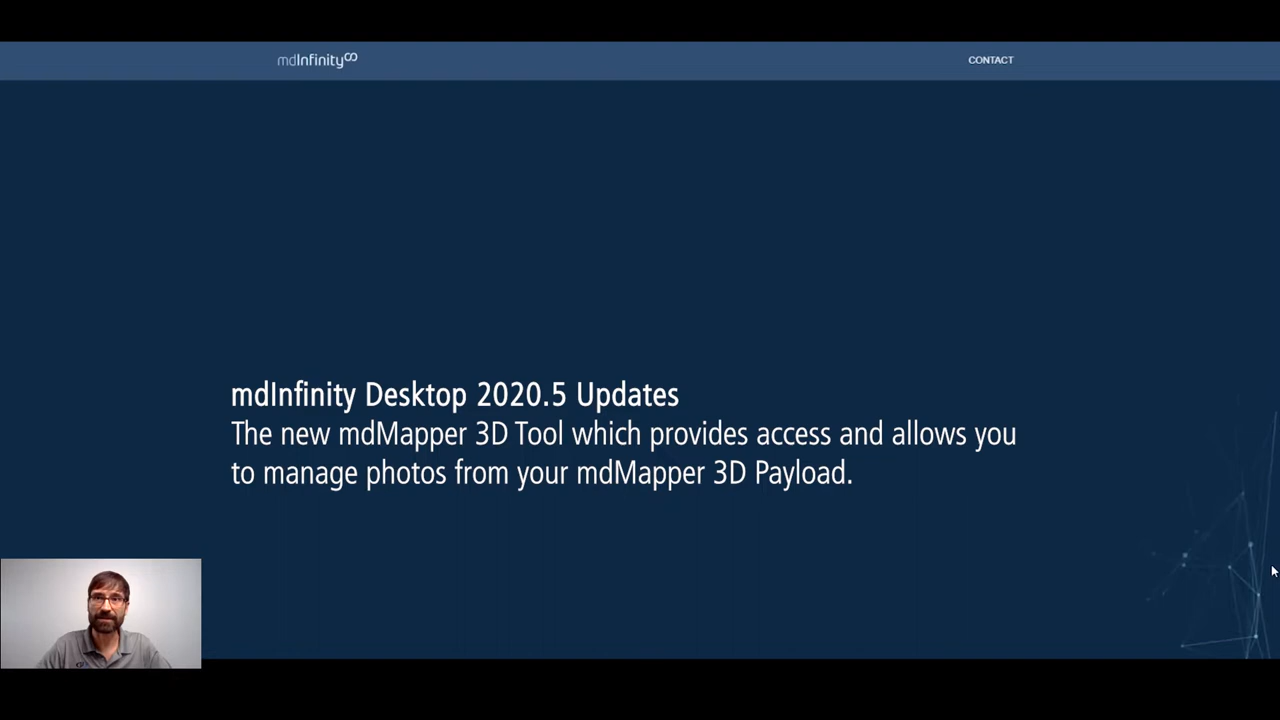 mdInfinity
CONTACT
mdInfinity Desktop 2020.5 Updates
The new mdMapper 3D Tool which provides access and allows you
to manage photos from your mdMapper 3D Payload.